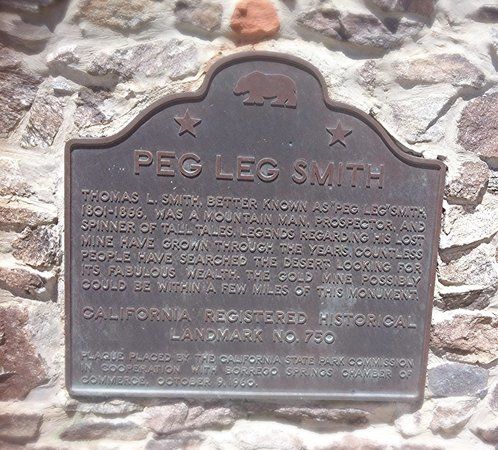 PEG LEG SMITH
THOMAS L. SMITH, BETTER KNOWN AS 'PEG LEG' SMITH,
1801-1866, WAS A MOUNTAIN MAN, PROSPECTOR, AND
SPINNER OF TALL TALES. LEGENDS REGARDING HIS LOST
MINE HAVE GROWN THROUGH THE YEARS. COUNTLESS
PEOPLE HAVE SEARCHED THE DESERT LOOKING FOR
ITS FABULOUS WEALTH. THE GOLD MINE POSSIBLY
COULD BE WITHIN A FEW MILES OF THIS MONUMENT.
CALIFORNIA REGISTERED HISTORICAL
LANDMARK NO. 750
PLAQUE PLACED BY THE CALIFORNIA STATE PARK COMMISSION
IN COOPERATION WITH BORREGO SPRINGS CHAMBER OF
COMMERCE, OCTOBER 9, 1960.